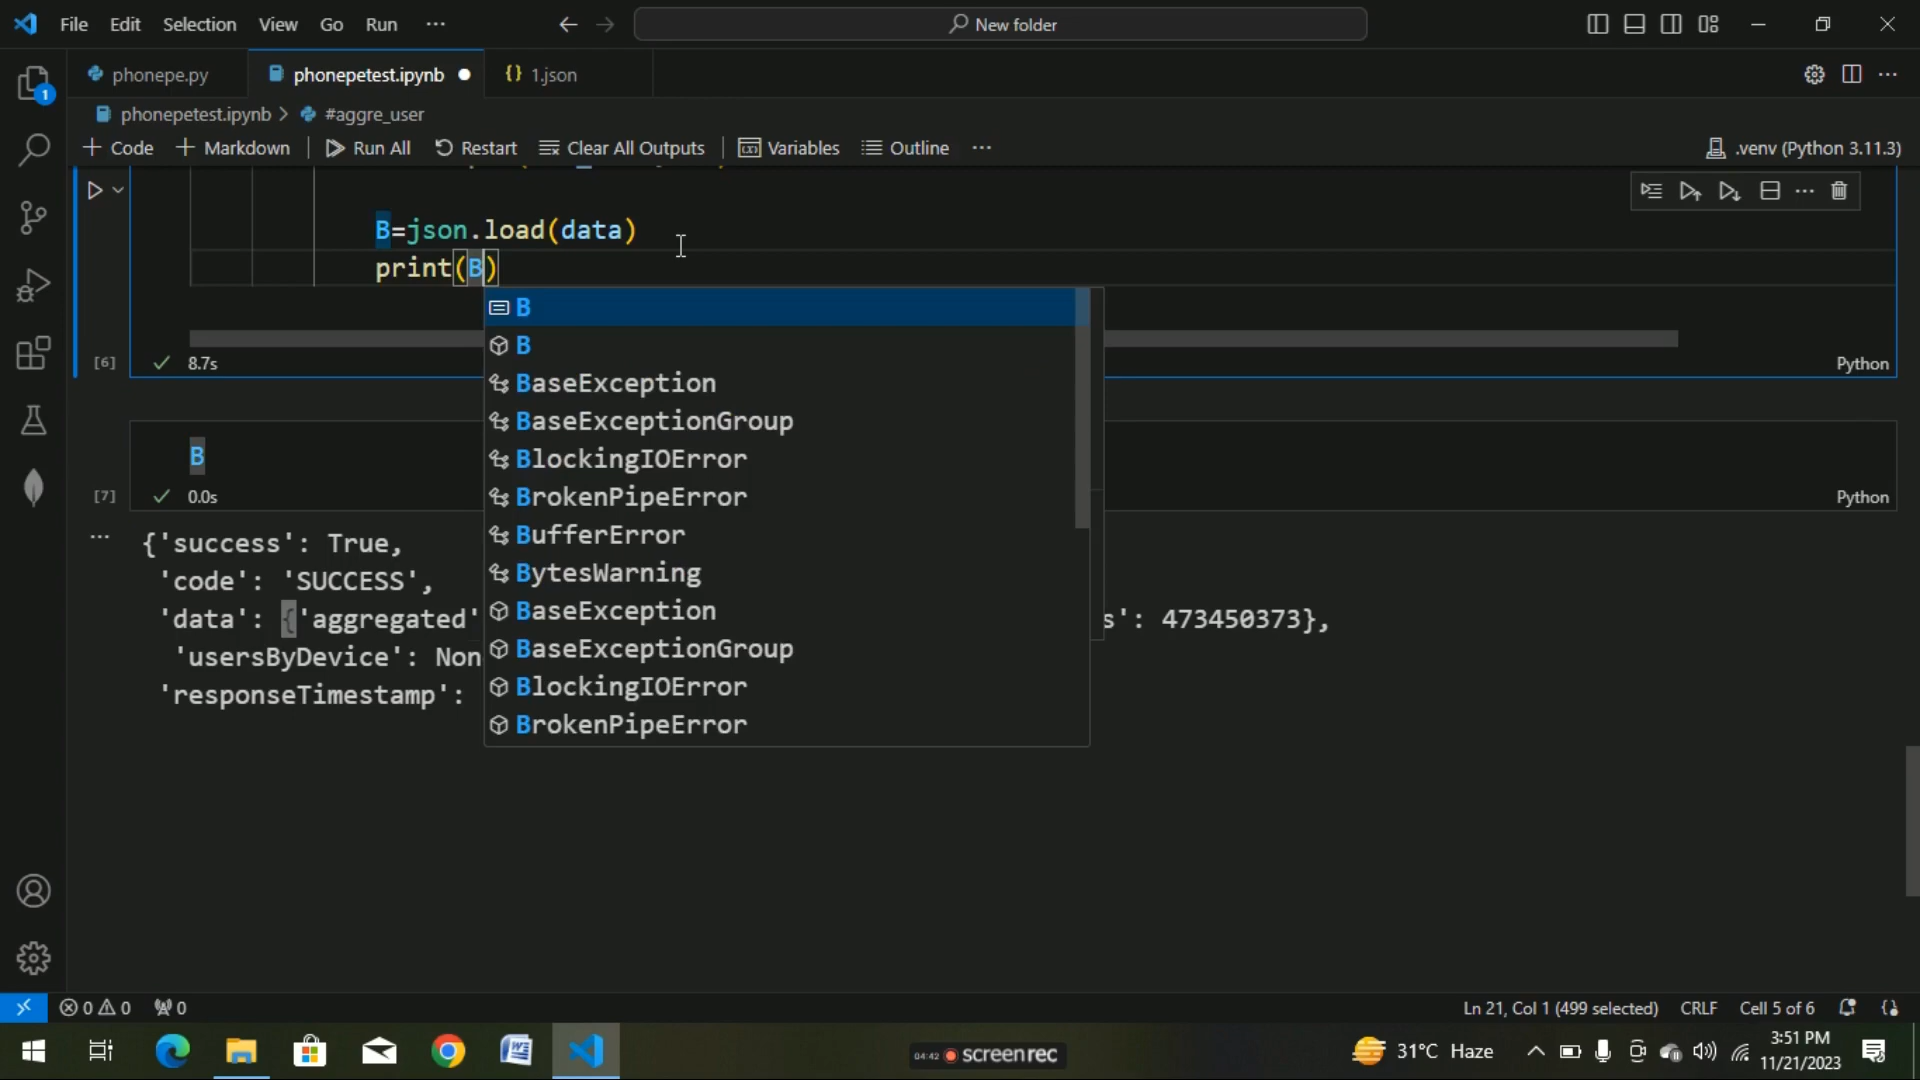 File Edit Selection View Go Run ··· New folder
phonepe.py phonepetest.ipynb 1.json
phonepetest.ipynb > #aggre_user
Code Markdown Run All Restart Clear All Outputs Variables Outline ··· .venv (Python 3.11.3)
B=json.load(data)
print(B)
B
[6] 8.7s Python
B
BaseException
BaseExceptionGroup
BlockingIOError
B
BrokenPipeError
[7] 0.0s Python
BufferError
{'success': True,
BytesWarning
'code': 'SUCCESS',
BaseException
'data': {'aggregated' s': 473450373},
BaseExceptionGroup
'usersByDevice': Non
BlockingIOError
'responseTimestamp':
BrokenPipeError
0 0 0 Ln 21, Col 1 (499 selected) CRLF Cell 5 of 6
04:42 screenrec 31°C Haze 3:51 PM
11/21/2023
1